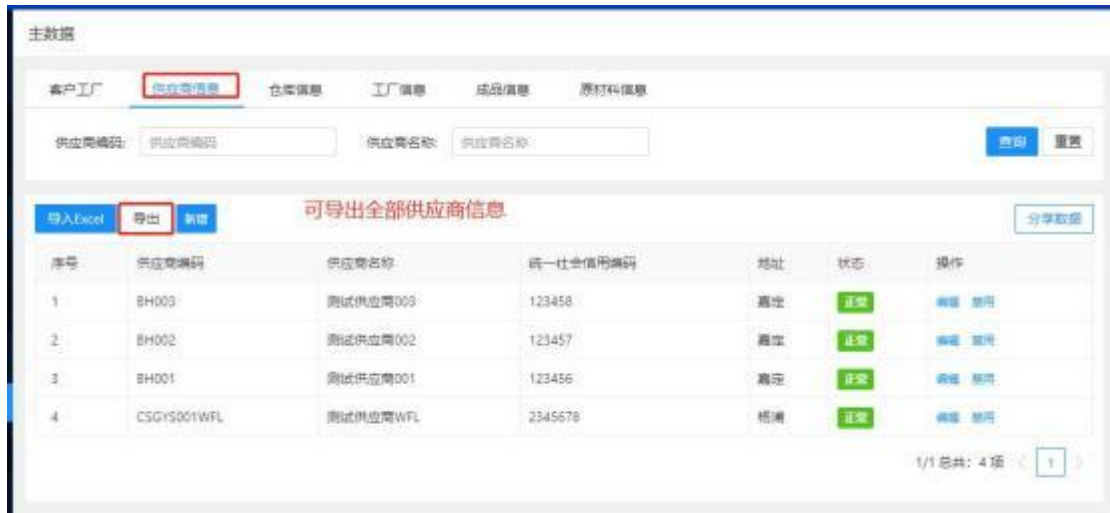 主数据
客户工厂 供应商信息 仓库信息 工厂信息 成品信息 原材料信息
供应商编码: 供应商编码 供应商名称: 供应商名称 查询 重置
导入Excel 导出 新增 可导出全部供应商信息 分享数据
序号 供应商编码 供应商名称 统一社会信用编码 地址 状态 操作
1 BH003 测试供应商003 123458 嘉定 正常 编辑 禁用
2 BH002 测试供应商002 123457 嘉定 正常 编辑 禁用
3 BH001 测试供应商001 123456 嘉定 正常 编辑 禁用
4 CSGYS001WFL 测试供应商WFL 2345678 杨浦 正常 编辑 禁用
1/1 总共: 4 项 1